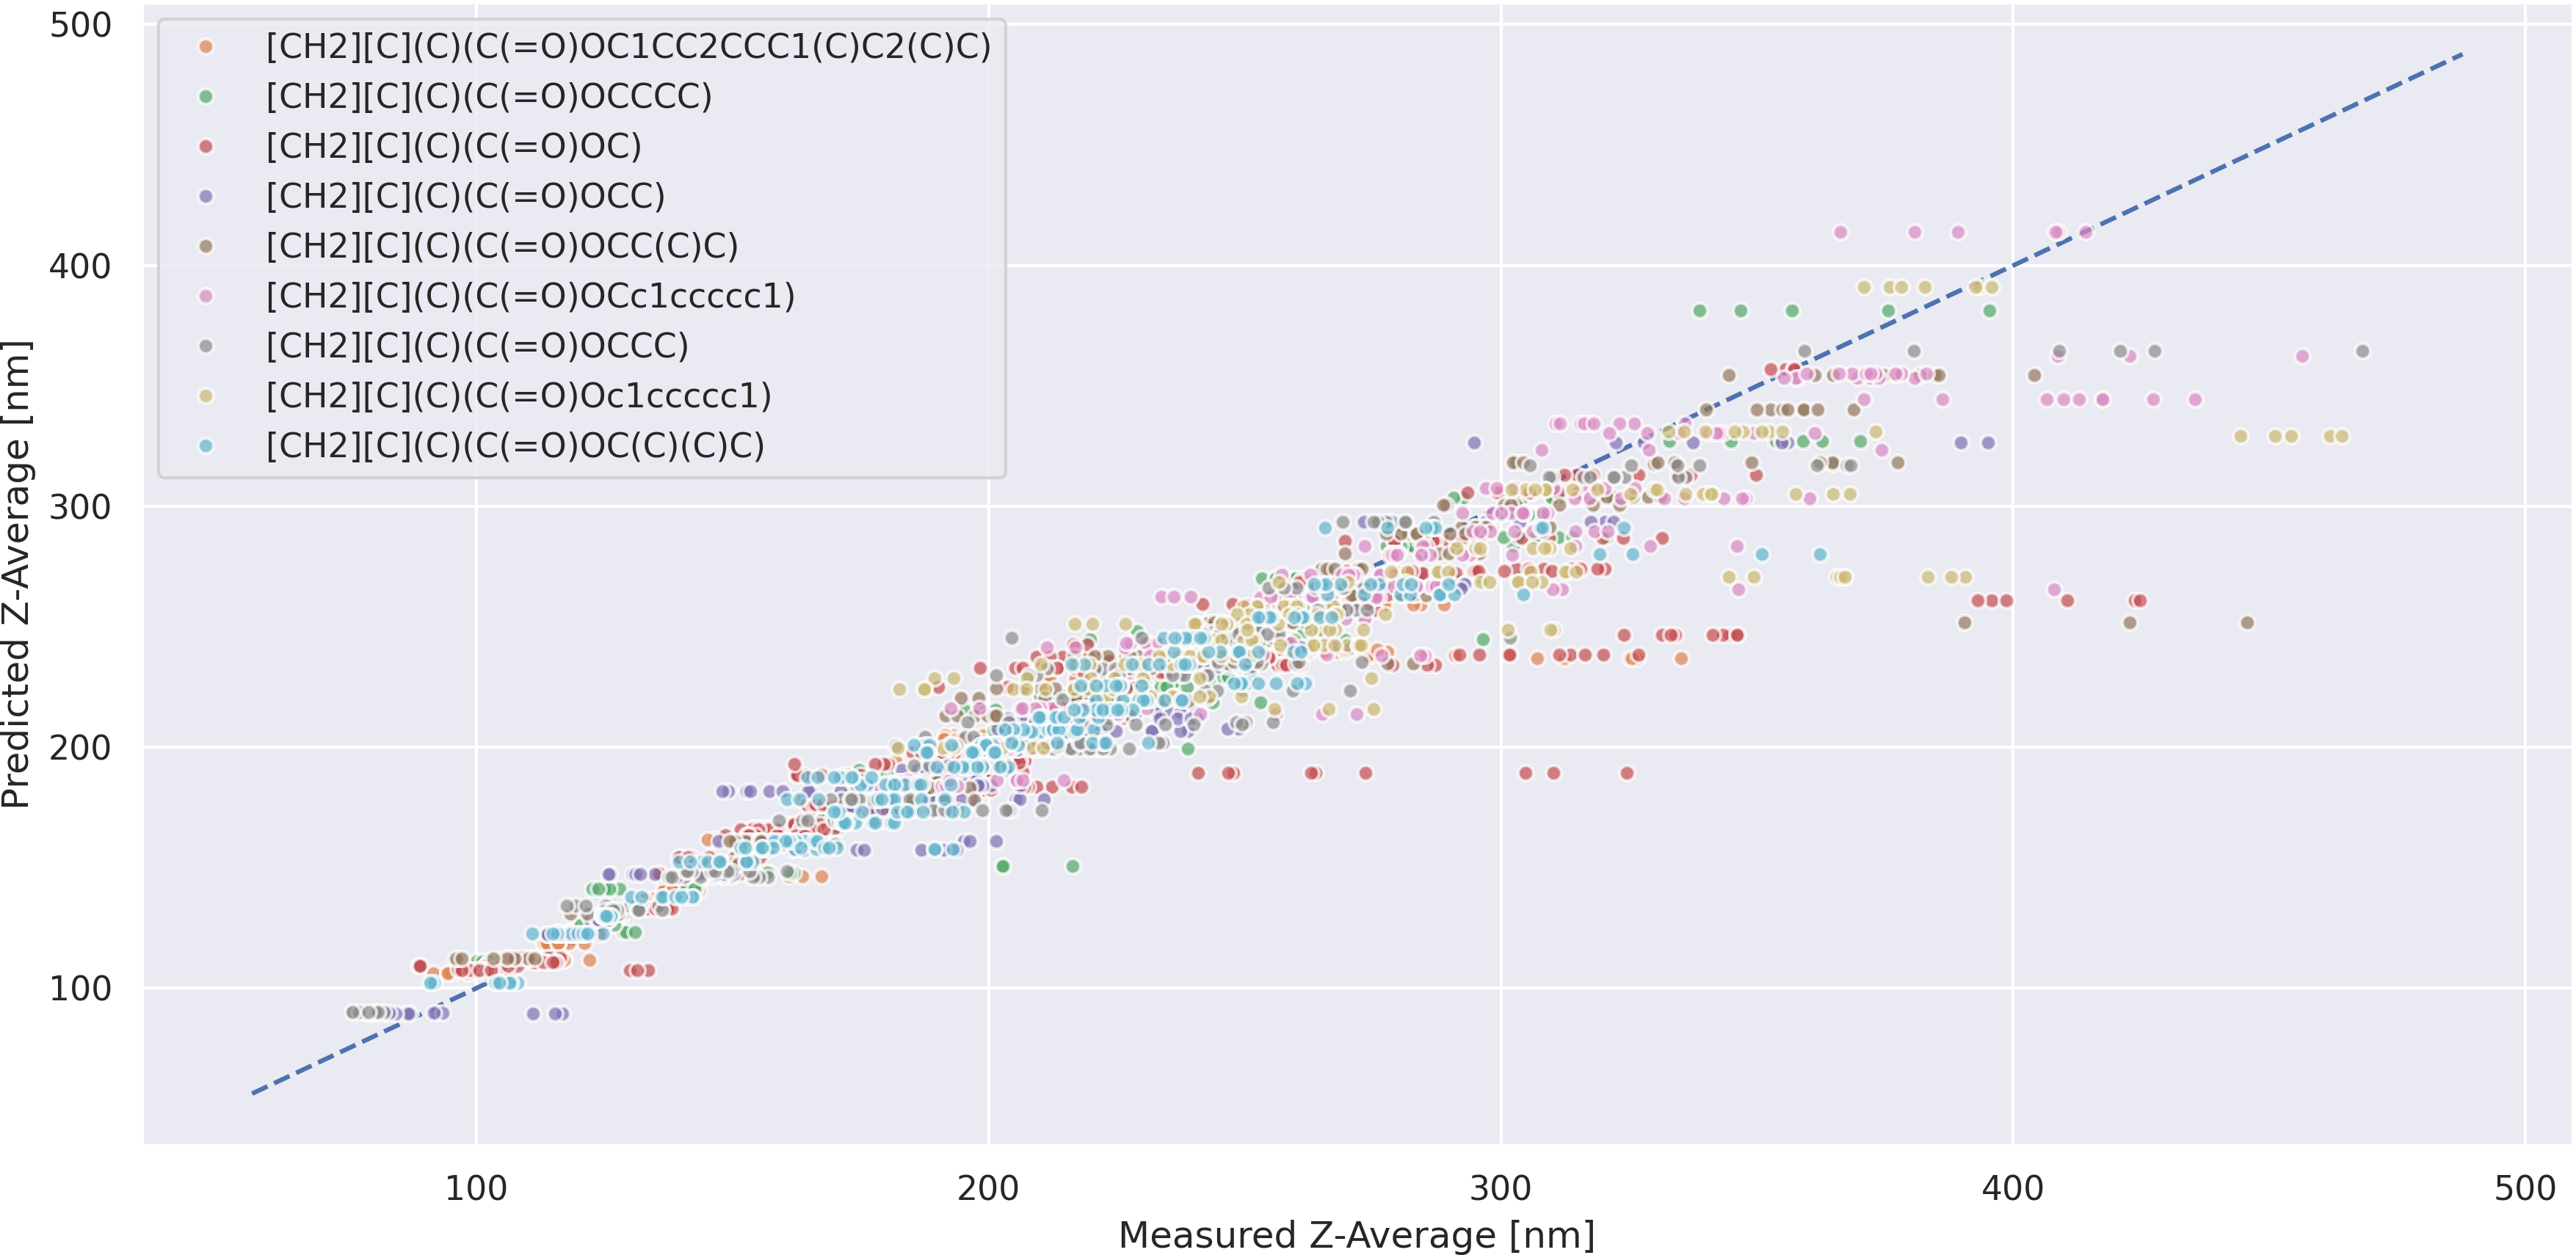 500
400
300
200
100
Predicted Z-Average [nm]
[CH2][C](C)(C(=O)OC1CC2CCC1(C)C2(C)C)
[CH2][C](C)(C(=O)OCCCC)
[CH2][C](C)(C(=O)OC)
[CH2][C](C)(C(=O)OCC)
[CH2][C](C)(C(=O)OCC(C)C)
[CH2][C](C)(C(=O)OCc1ccccc1)
[CH2][C](C)(C(=O)OCCC)
[CH2][C](C)(C(=O)Oc1ccccc1)
[CH2][C](C)(C(=O)OC(C)(C)C)
100 200 300 400 500
Measured Z-Average [nm]